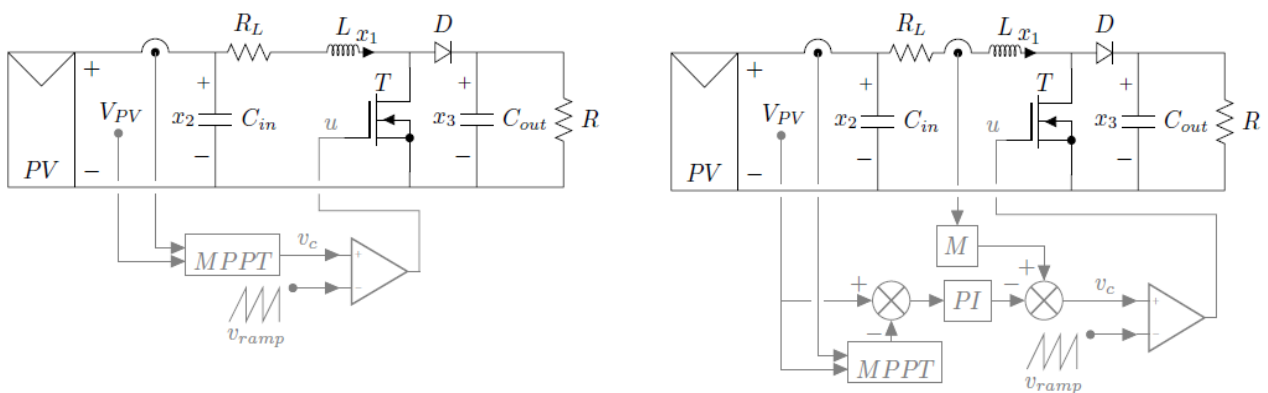 R_L L x_1 D
+ V_PV − PV
+ x_2 − C_in
T
u
+ x_3 − C_out
R
MPPT
v_c
+
−
v_ramp
R_L L x_1 D
+ V_PV − PV
+ x_2 − C_in
T
u
+ x_3 − C_out
R
M
+ − PI − +
v_c
+
−
MPPT
v_ramp